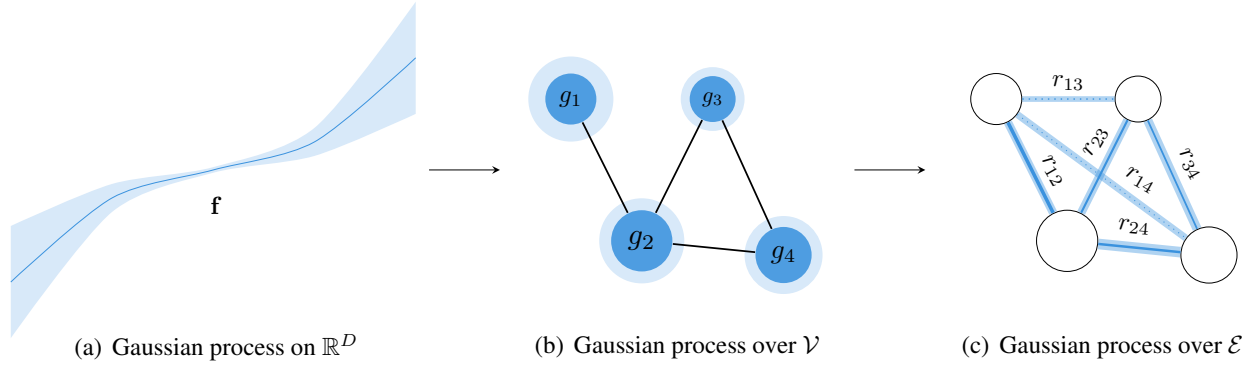 f
(a) Gaussian process on ℝ^D
g₁
g₃
g₂
g₄
(b) Gaussian process over 𝒱
r₁₃
r₂₃
r₁₂
r₁₄
r₃₄
r₂₄
(c) Gaussian process over ℰ